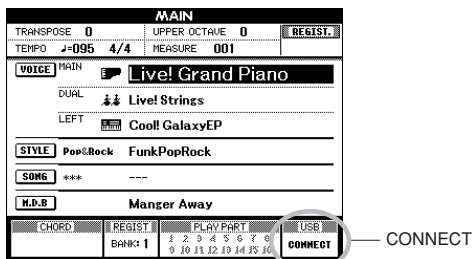 MAIN
TRANSPOSE 0 UPPER OCTAVE 0 REGIST.
TEMPO ♩=095 4/4 MEASURE 001
VOICE MAIN Live! Grand Piano
DUAL Live! Strings
LEFT Cool! GalaxyEP
STYLE Pop&Rock FunkPopRock
SONG *** ---
M.D.B Manger Away
CHORD REGIST PLAY PART USB
BANK: 1 1 2 3 4 5 6 7 8 CONNECT CONNECT
9 10 11 12 13 14 15 16